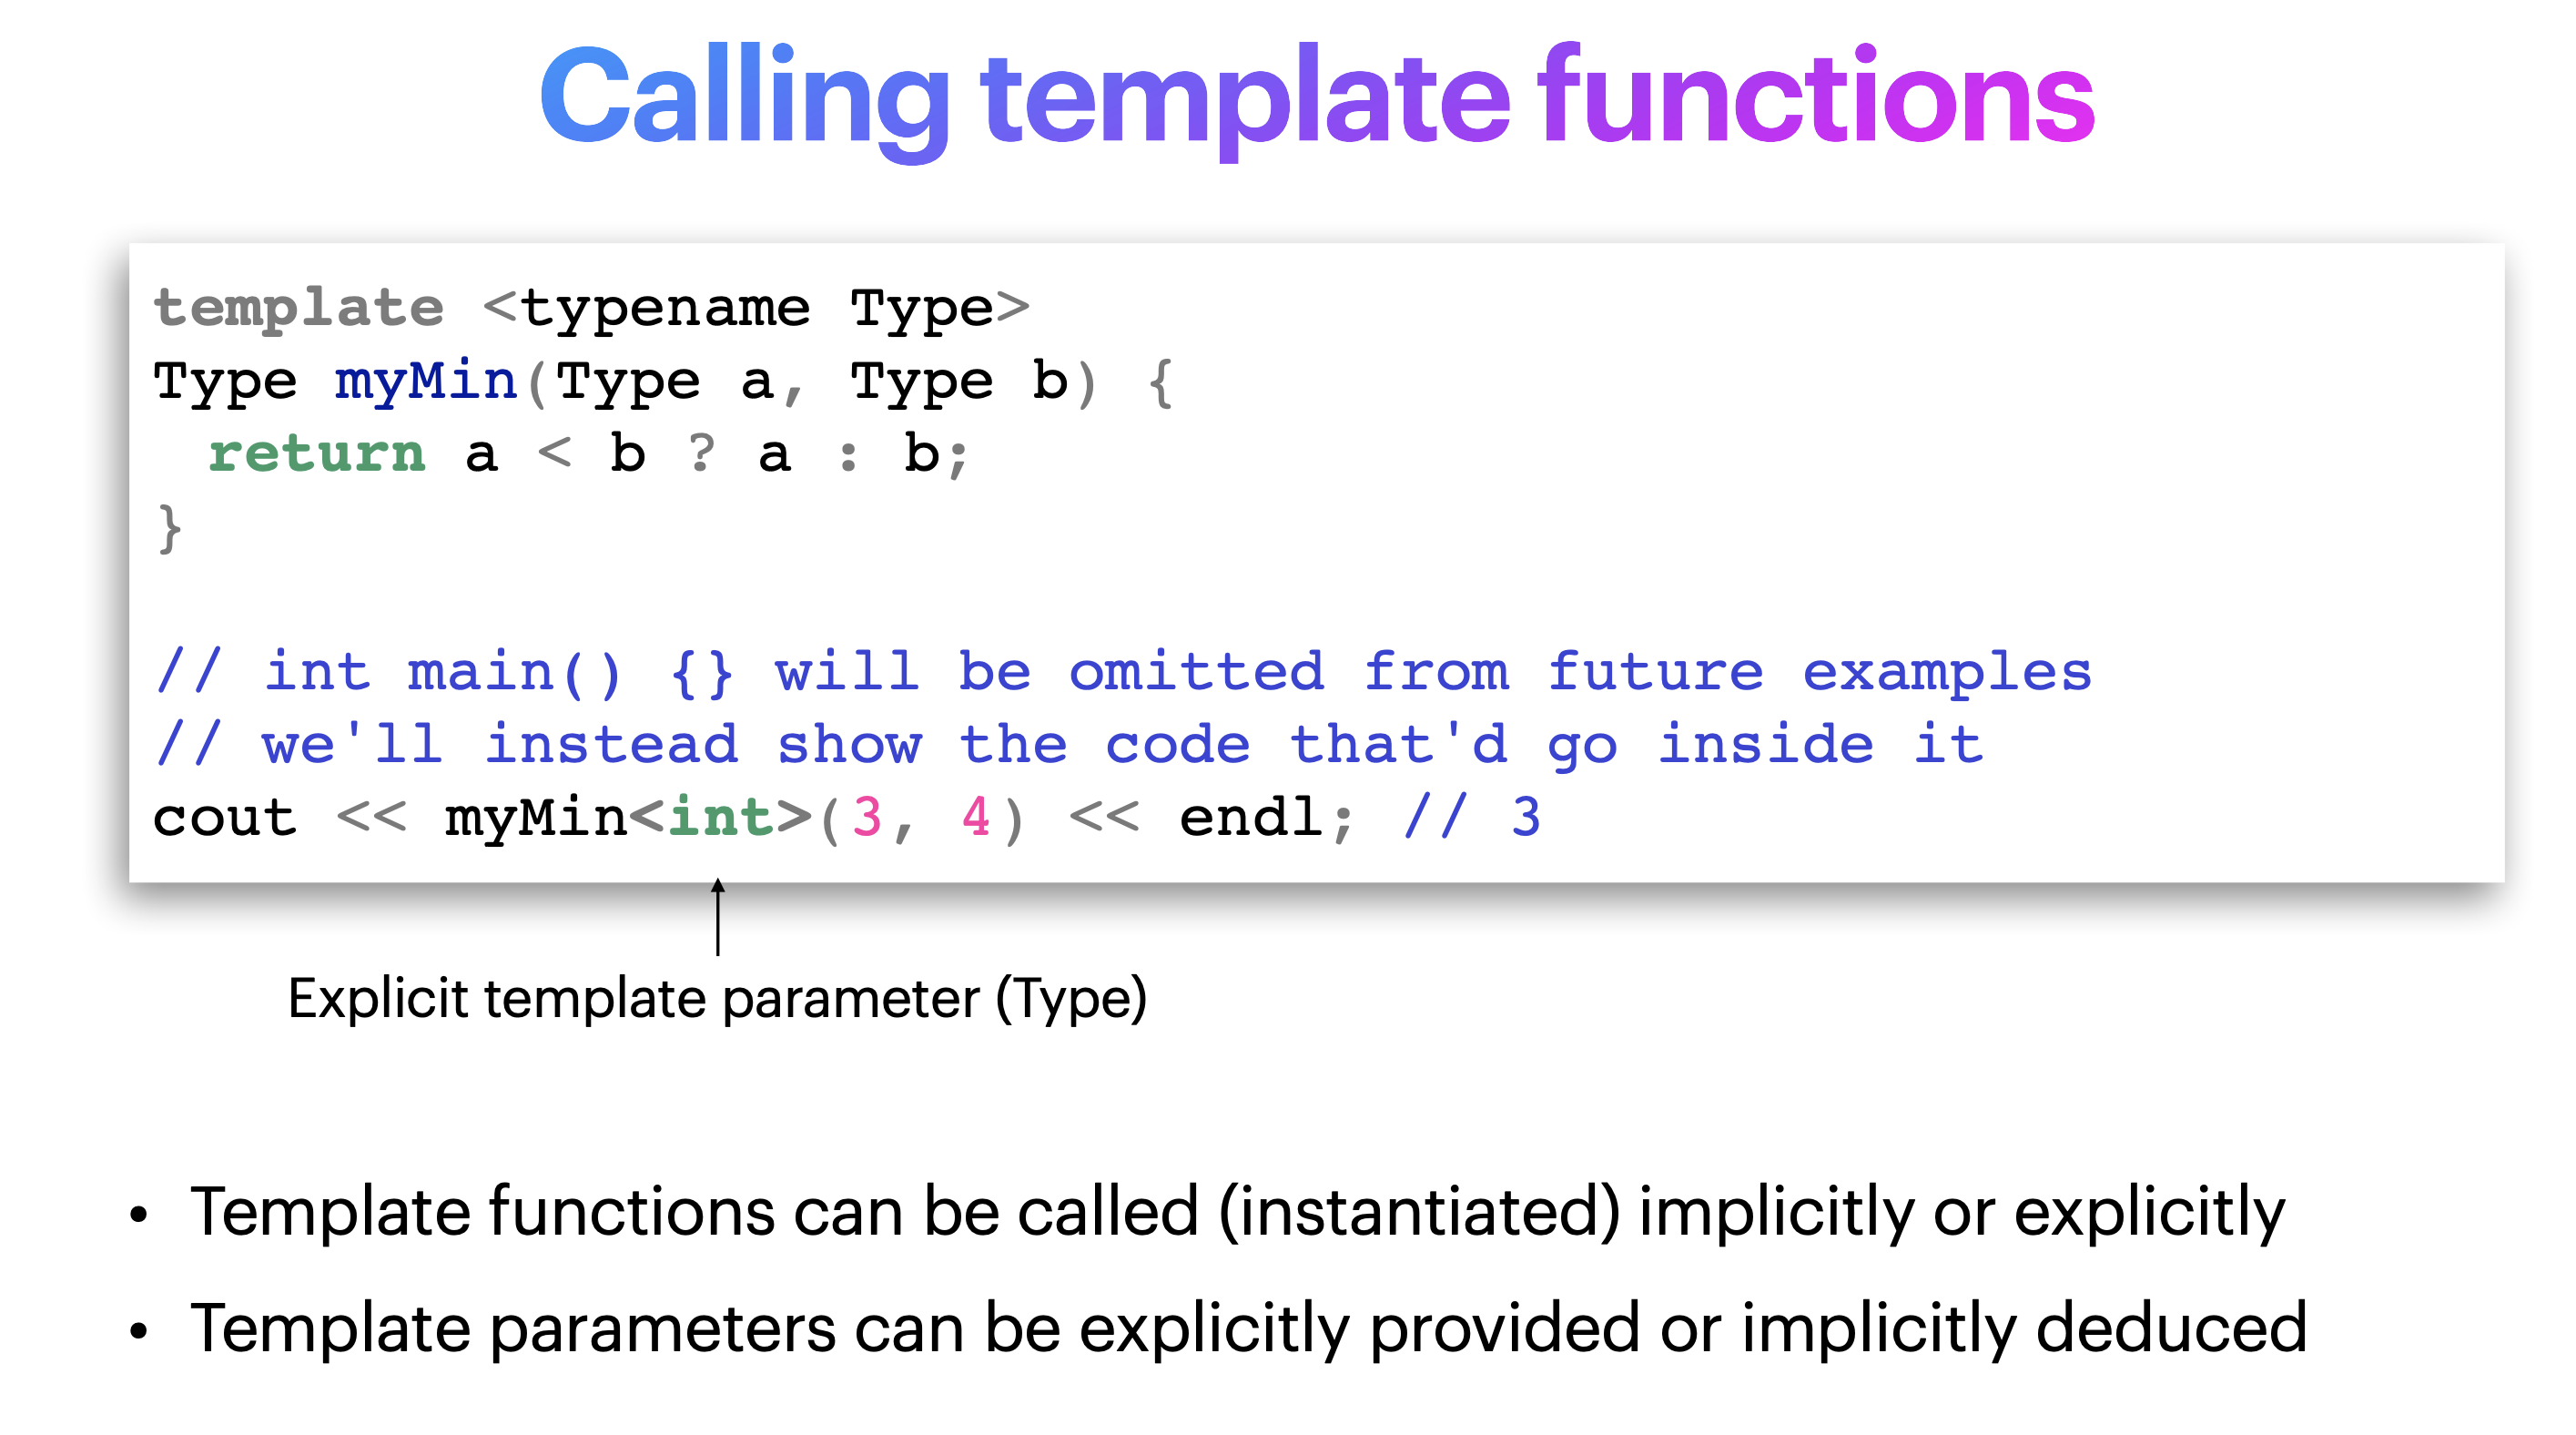 Calling template functions
template <typename Type>
Type myMin(Type a, Type b) {
  return a < b ? a : b;
}
// int main() {} will be omitted from future examples
// we'll instead show the code that'd go inside it
cout << myMin<int>(3, 4) << endl; // 3
Explicit template parameter (Type)
• Template functions can be called (instantiated) implicitly or explicitly
• Template parameters can be explicitly provided or implicitly deduced